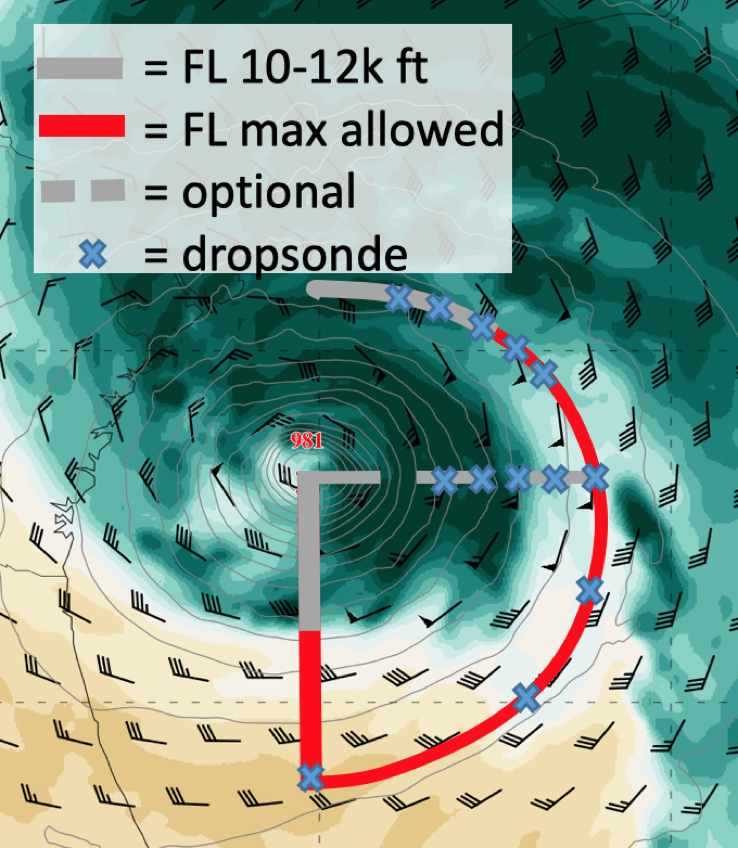 = FL 10-12k ft
= FL max allowed
= optional
= dropsonde
981